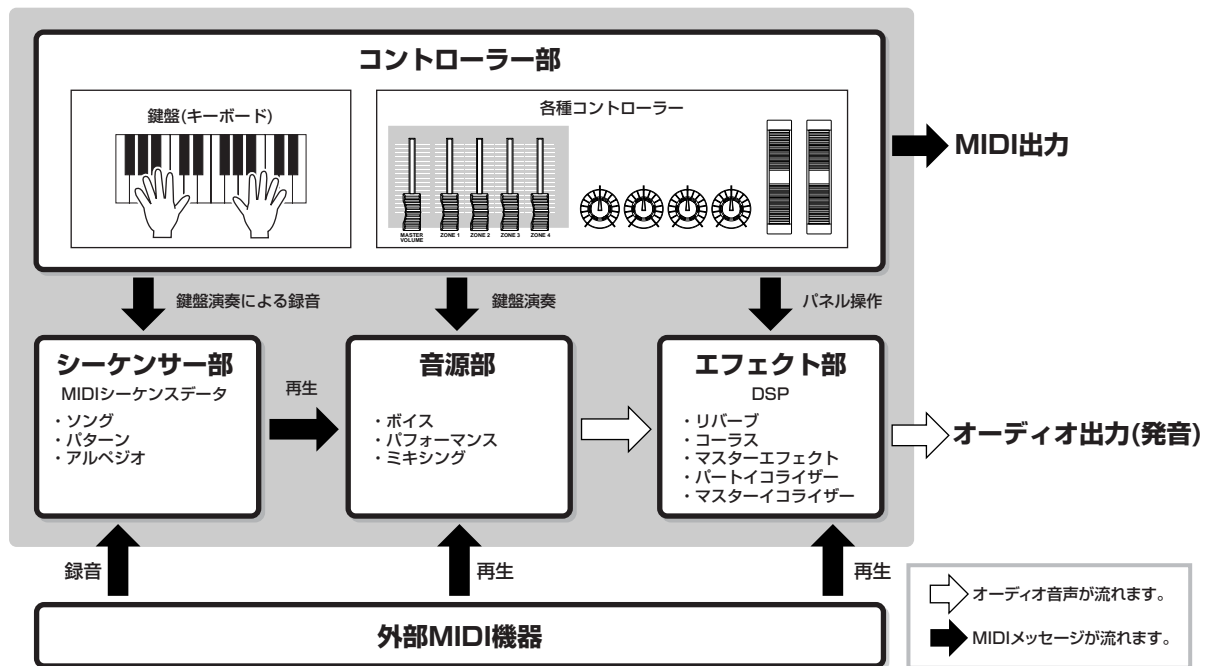 コントローラー部
鍵盤(キーボード)
各種コントローラー
MASTER
VOLUME
ZONE 1
ZONE 2
ZONE 3
ZONE 4
MIDI出力
鍵盤演奏による録音
鍵盤演奏
パネル操作
シーケンサー部
MIDIシーケンスデータ
・ソング
・パターン
・アルペジオ
再生
音源部
・ボイス
・パフォーマンス
・ミキシング
エフェクト部
DSP
・リバーブ
・コーラス
・マスターエフェクト
・パートイコライザー
・マスターイコライザー
オーディオ出力(発音)
録音
再生
再生
外部MIDI機器
オーディオ音声が流れます。
MIDIメッセージが流れます。